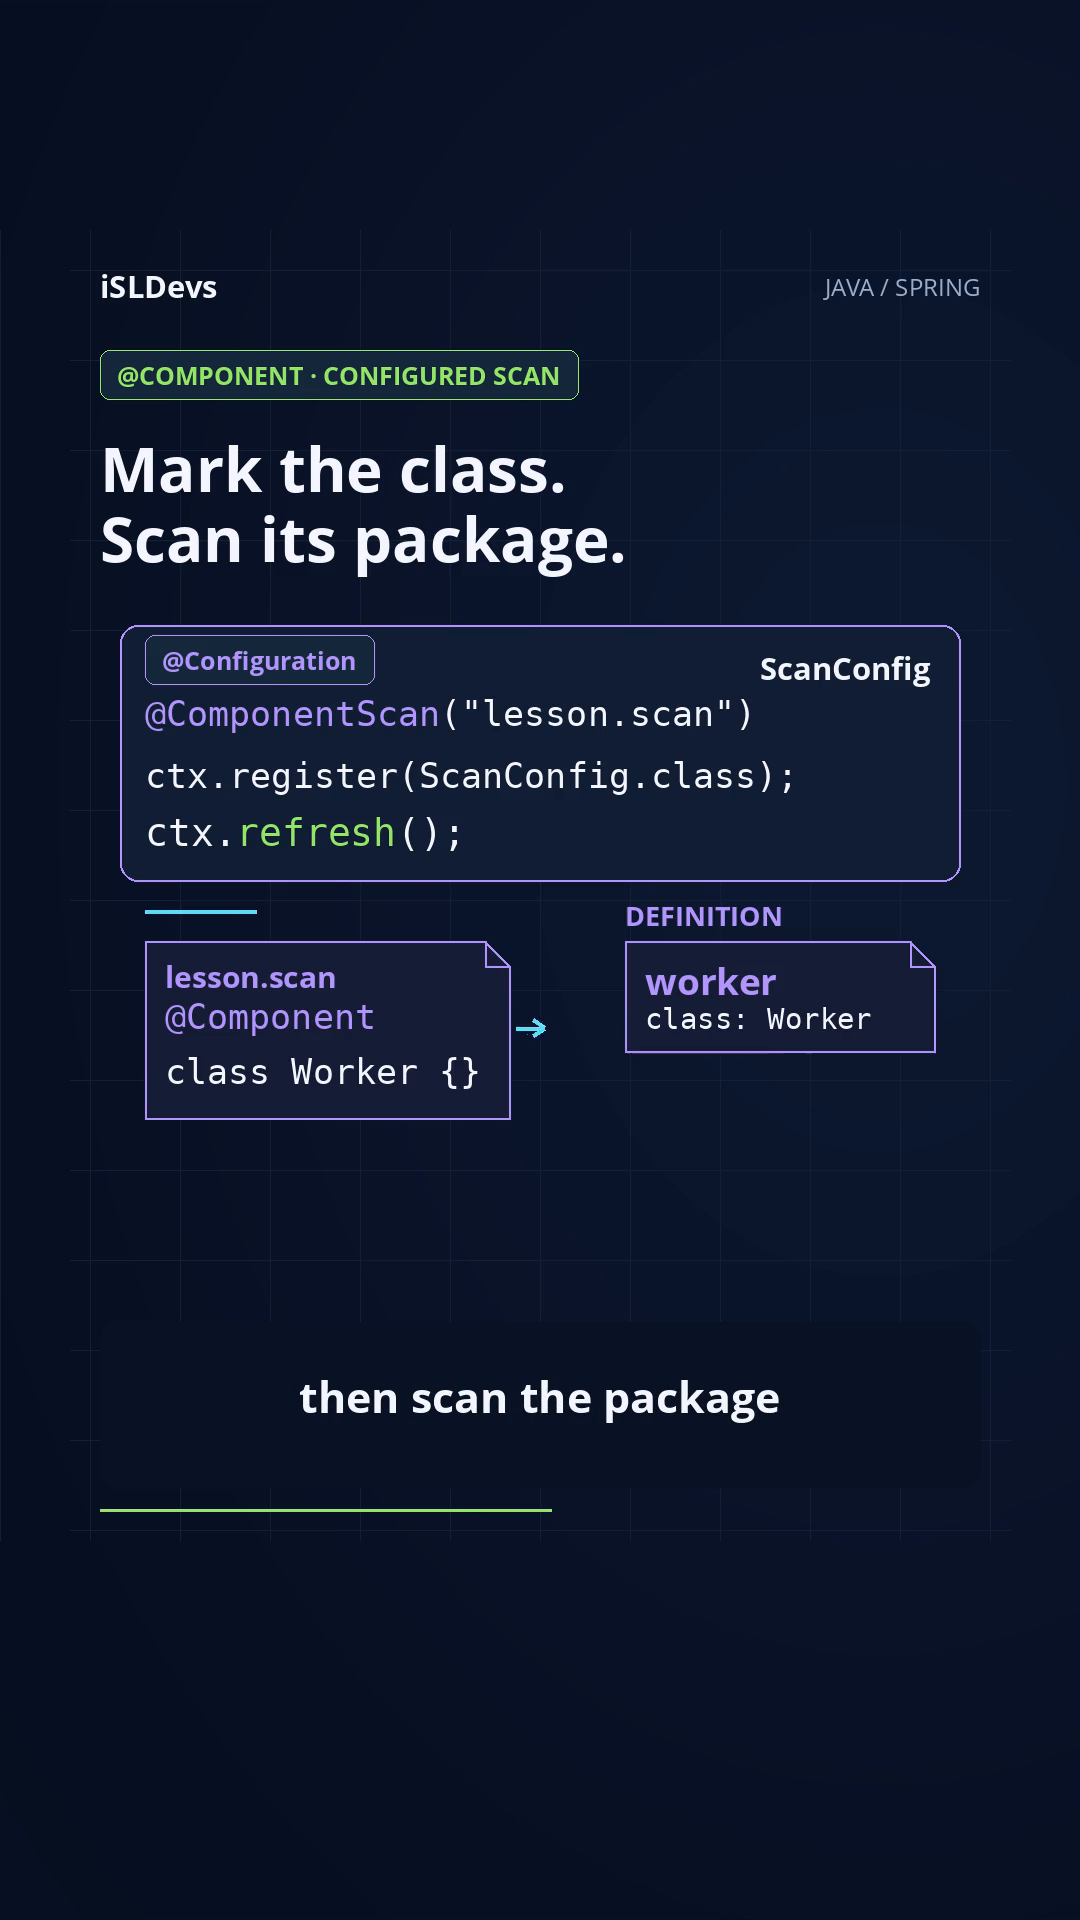 iSLDevs
JAVA / SPRING
@COMPONENT · CONFIGURED SCAN
Mark the class.
Scan its package.
@Configuration
ScanConfig
@ComponentScan("lesson.scan")
ctx.register(ScanConfig.class);
ctx.refresh();
lesson.scan
@Component
class Worker {}
DEFINITION
worker
class: Worker
then scan the package